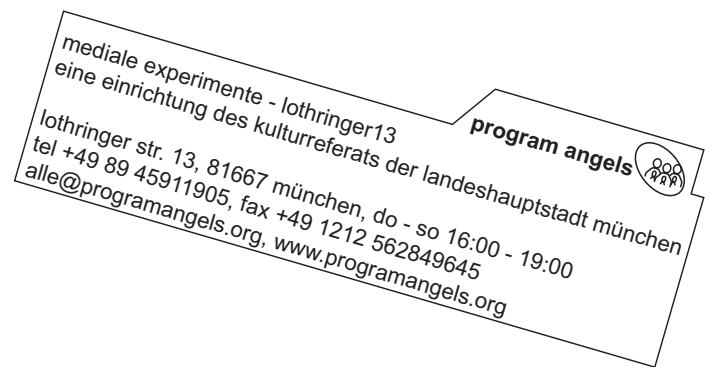 program angels
mediale experimente - lothringer13
eine einrichtung des kulturreferats der landeshauptstadt münchen
lothringer str. 13, 81667 münchen, do - so 16:00 - 19:00
tel +49 89 45911905, fax +49 1212 562849645
alle@programangels.org, www.programangels.org